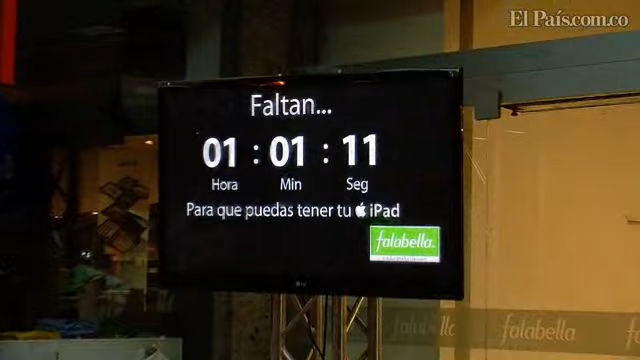 El País.com.co
Faltan...
01 : 01 : 11
Hora Min Seg
Para que puedas tener tu iPad
falabella.
LG
falabella falabella